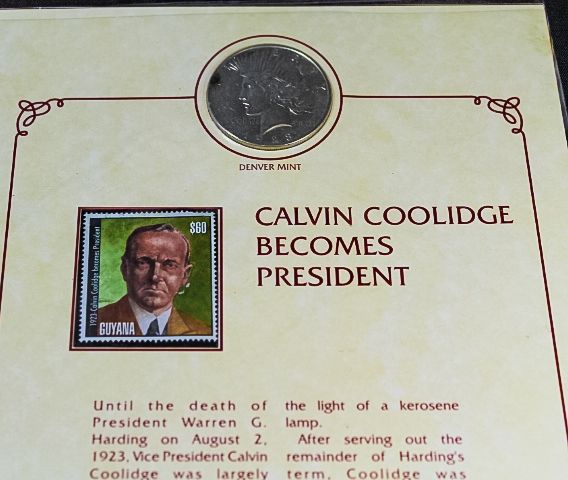 DENVER MINT
CALVIN COOLIDGE
BECOMES
PRESIDENT
1923-Calvin Coolidge becomes President
$60
GUYANA
Until the death of
President Warren G.
Harding on August 2,
1923, Vice President Calvin
Coolidge was largely
the light of a kerosene
lamp.
After serving out the
remainder of Harding's
term, Coolidge was